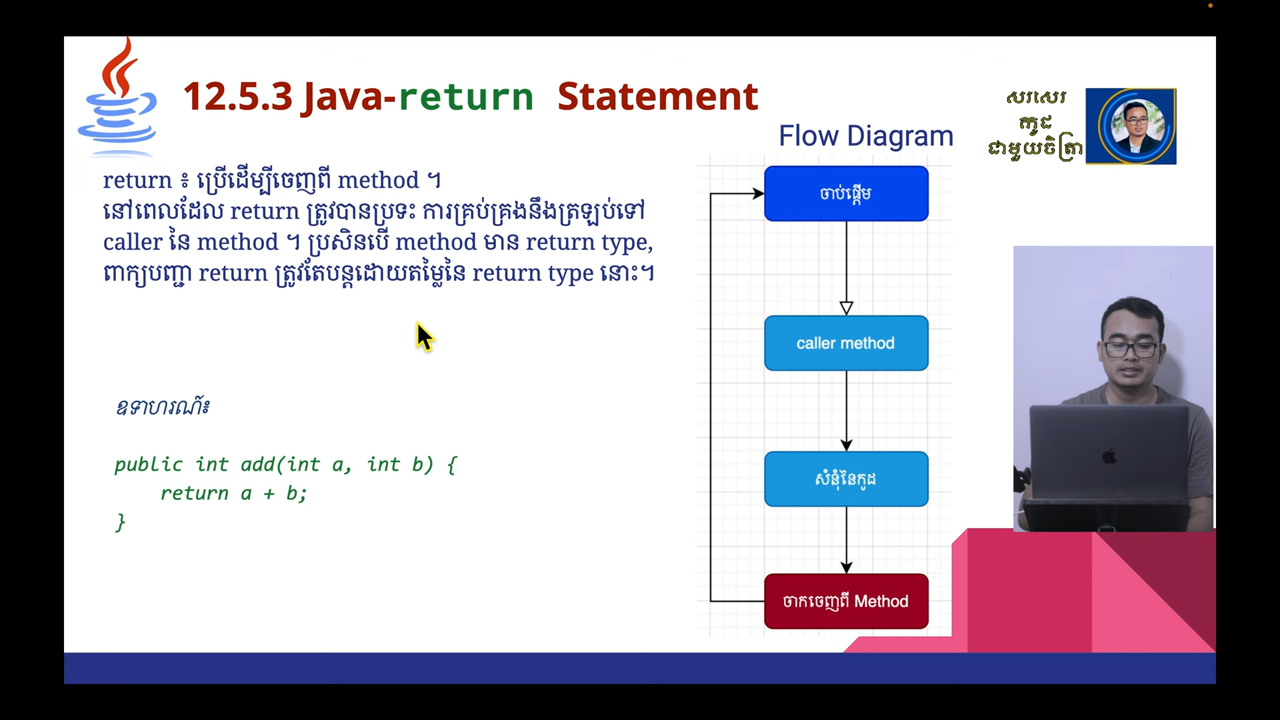 12.5.3 Java-return Statement
សរសេរ
កូដ
ជាមួយចិត្រា
Flow Diagram
return ៖ ប្រើដើម្បីចេញពី method ។
នៅពេលដែល return ត្រូវបានប្រទះ ការគ្រប់គ្រងនឹងត្រឡប់ទៅ
caller នៃ method ។ ប្រសិនបើ method មាន return type,
ពាក្យបញ្ជា return ត្រូវតែបន្តដោយតម្លៃនៃ return type នោះ។
ឧទាហរណ៍៖
public int add(int a, int b) {
return a + b;
}
ចាប់ផ្តើម
caller method
សំនុំនៃកូដ
ចាកចេញពី Method